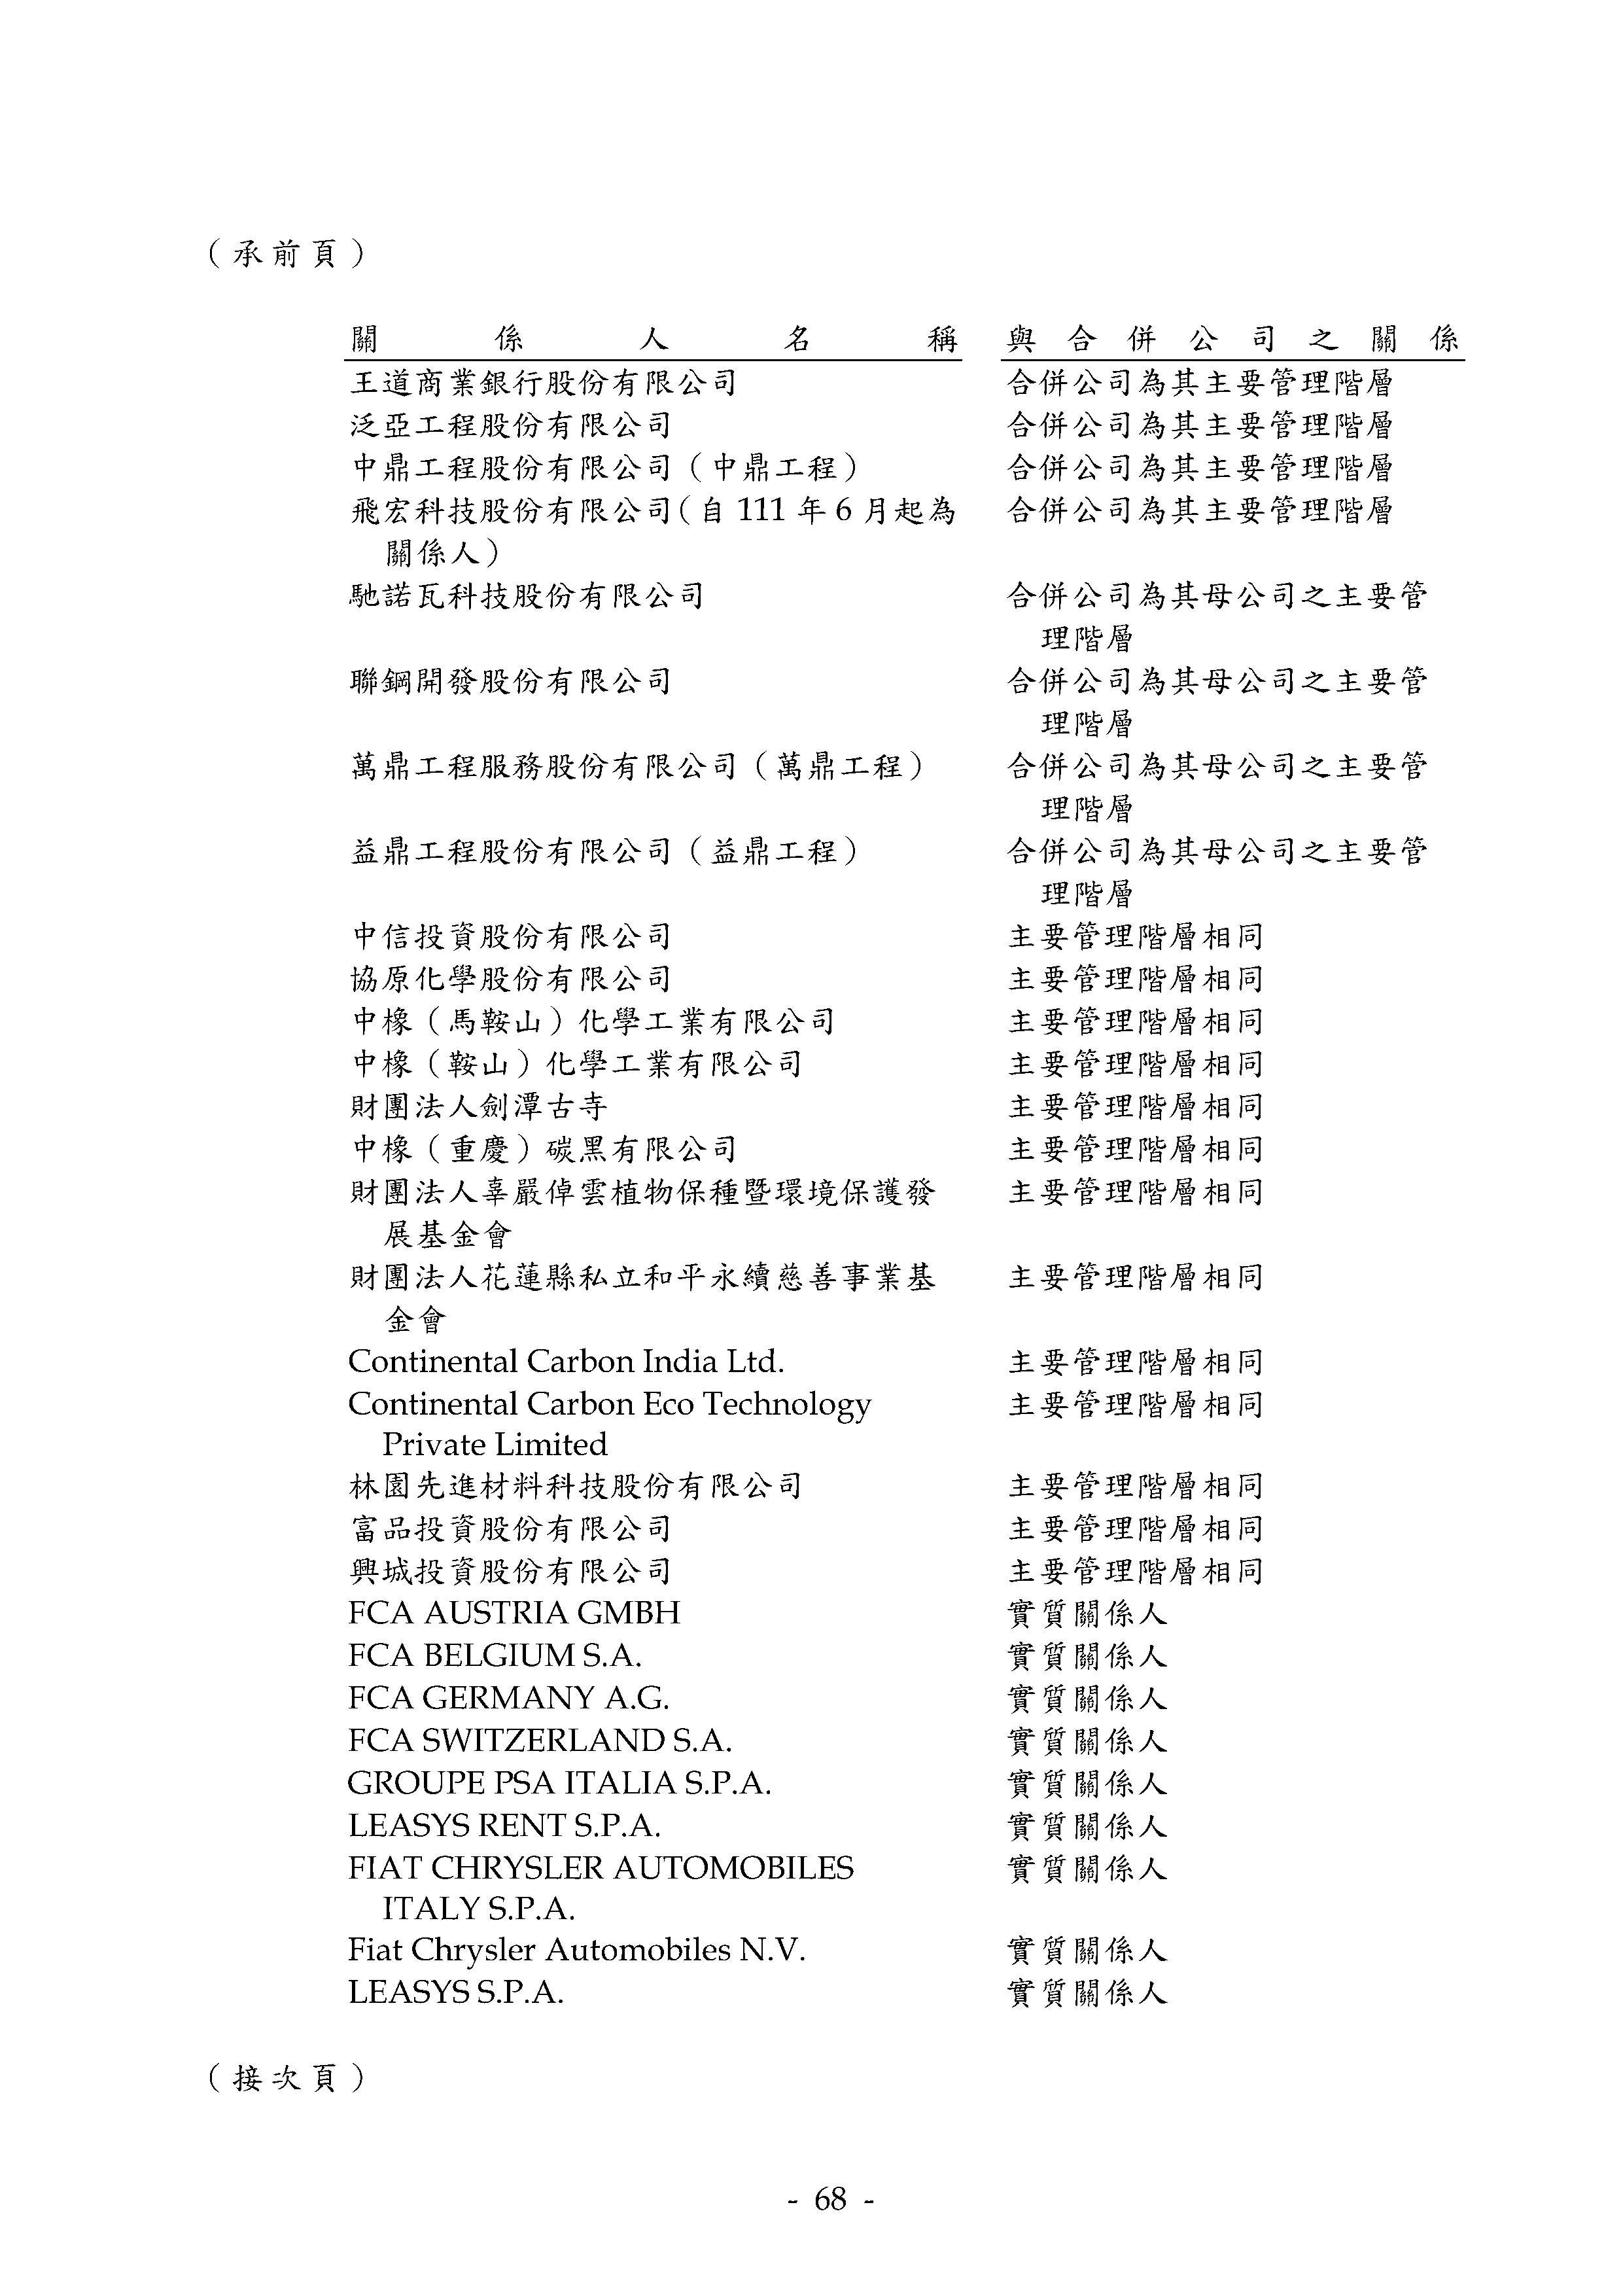 （承前頁）
關係人名稱 與合併公司之關係
王道商業銀行股份有限公司 合併公司為其主要管理階層
泛亞工程股份有限公司 合併公司為其主要管理階層
中鼎工程股份有限公司（中鼎工程） 合併公司為其主要管理階層
飛宏科技股份有限公司（自 111 年 6 月起為 合併公司為其主要管理階層
關係人）
馳諾瓦科技股份有限公司 合併公司為其母公司之主要管
理階層
聯鋼開發股份有限公司 合併公司為其母公司之主要管
理階層
萬鼎工程服務股份有限公司（萬鼎工程） 合併公司為其母公司之主要管
理階層
益鼎工程股份有限公司（益鼎工程） 合併公司為其母公司之主要管
理階層
中信投資股份有限公司 主要管理階層相同
協原化學股份有限公司 主要管理階層相同
中橡（馬鞍山）化學工業有限公司 主要管理階層相同
中橡（鞍山）化學工業有限公司 主要管理階層相同
財團法人劍潭古寺 主要管理階層相同
中橡（重慶）碳黑有限公司 主要管理階層相同
財團法人辜嚴倬雲植物保種暨環境保護發 主要管理階層相同
展基金會
財團法人花蓮縣私立和平永續慈善事業基 主要管理階層相同
金會
Continental Carbon India Ltd. 主要管理階層相同
Continental Carbon Eco Technology 主要管理階層相同
Private Limited
林園先進材料科技股份有限公司 主要管理階層相同
富品投資股份有限公司 主要管理階層相同
興城投資股份有限公司 主要管理階層相同
FCA AUSTRIA GMBH 實質關係人
FCA BELGIUM S.A. 實質關係人
FCA GERMANY A.G. 實質關係人
FCA SWITZERLAND S.A. 實質關係人
GROUPE PSA ITALIA S.P.A. 實質關係人
LEASYS RENT S.P.A. 實質關係人
FIAT CHRYSLER AUTOMOBILES 實質關係人
ITALY S.P.A.
Fiat Chrysler Automobiles N.V. 實質關係人
LEASYS S.P.A. 實質關係人
（接次頁）
- 68 -